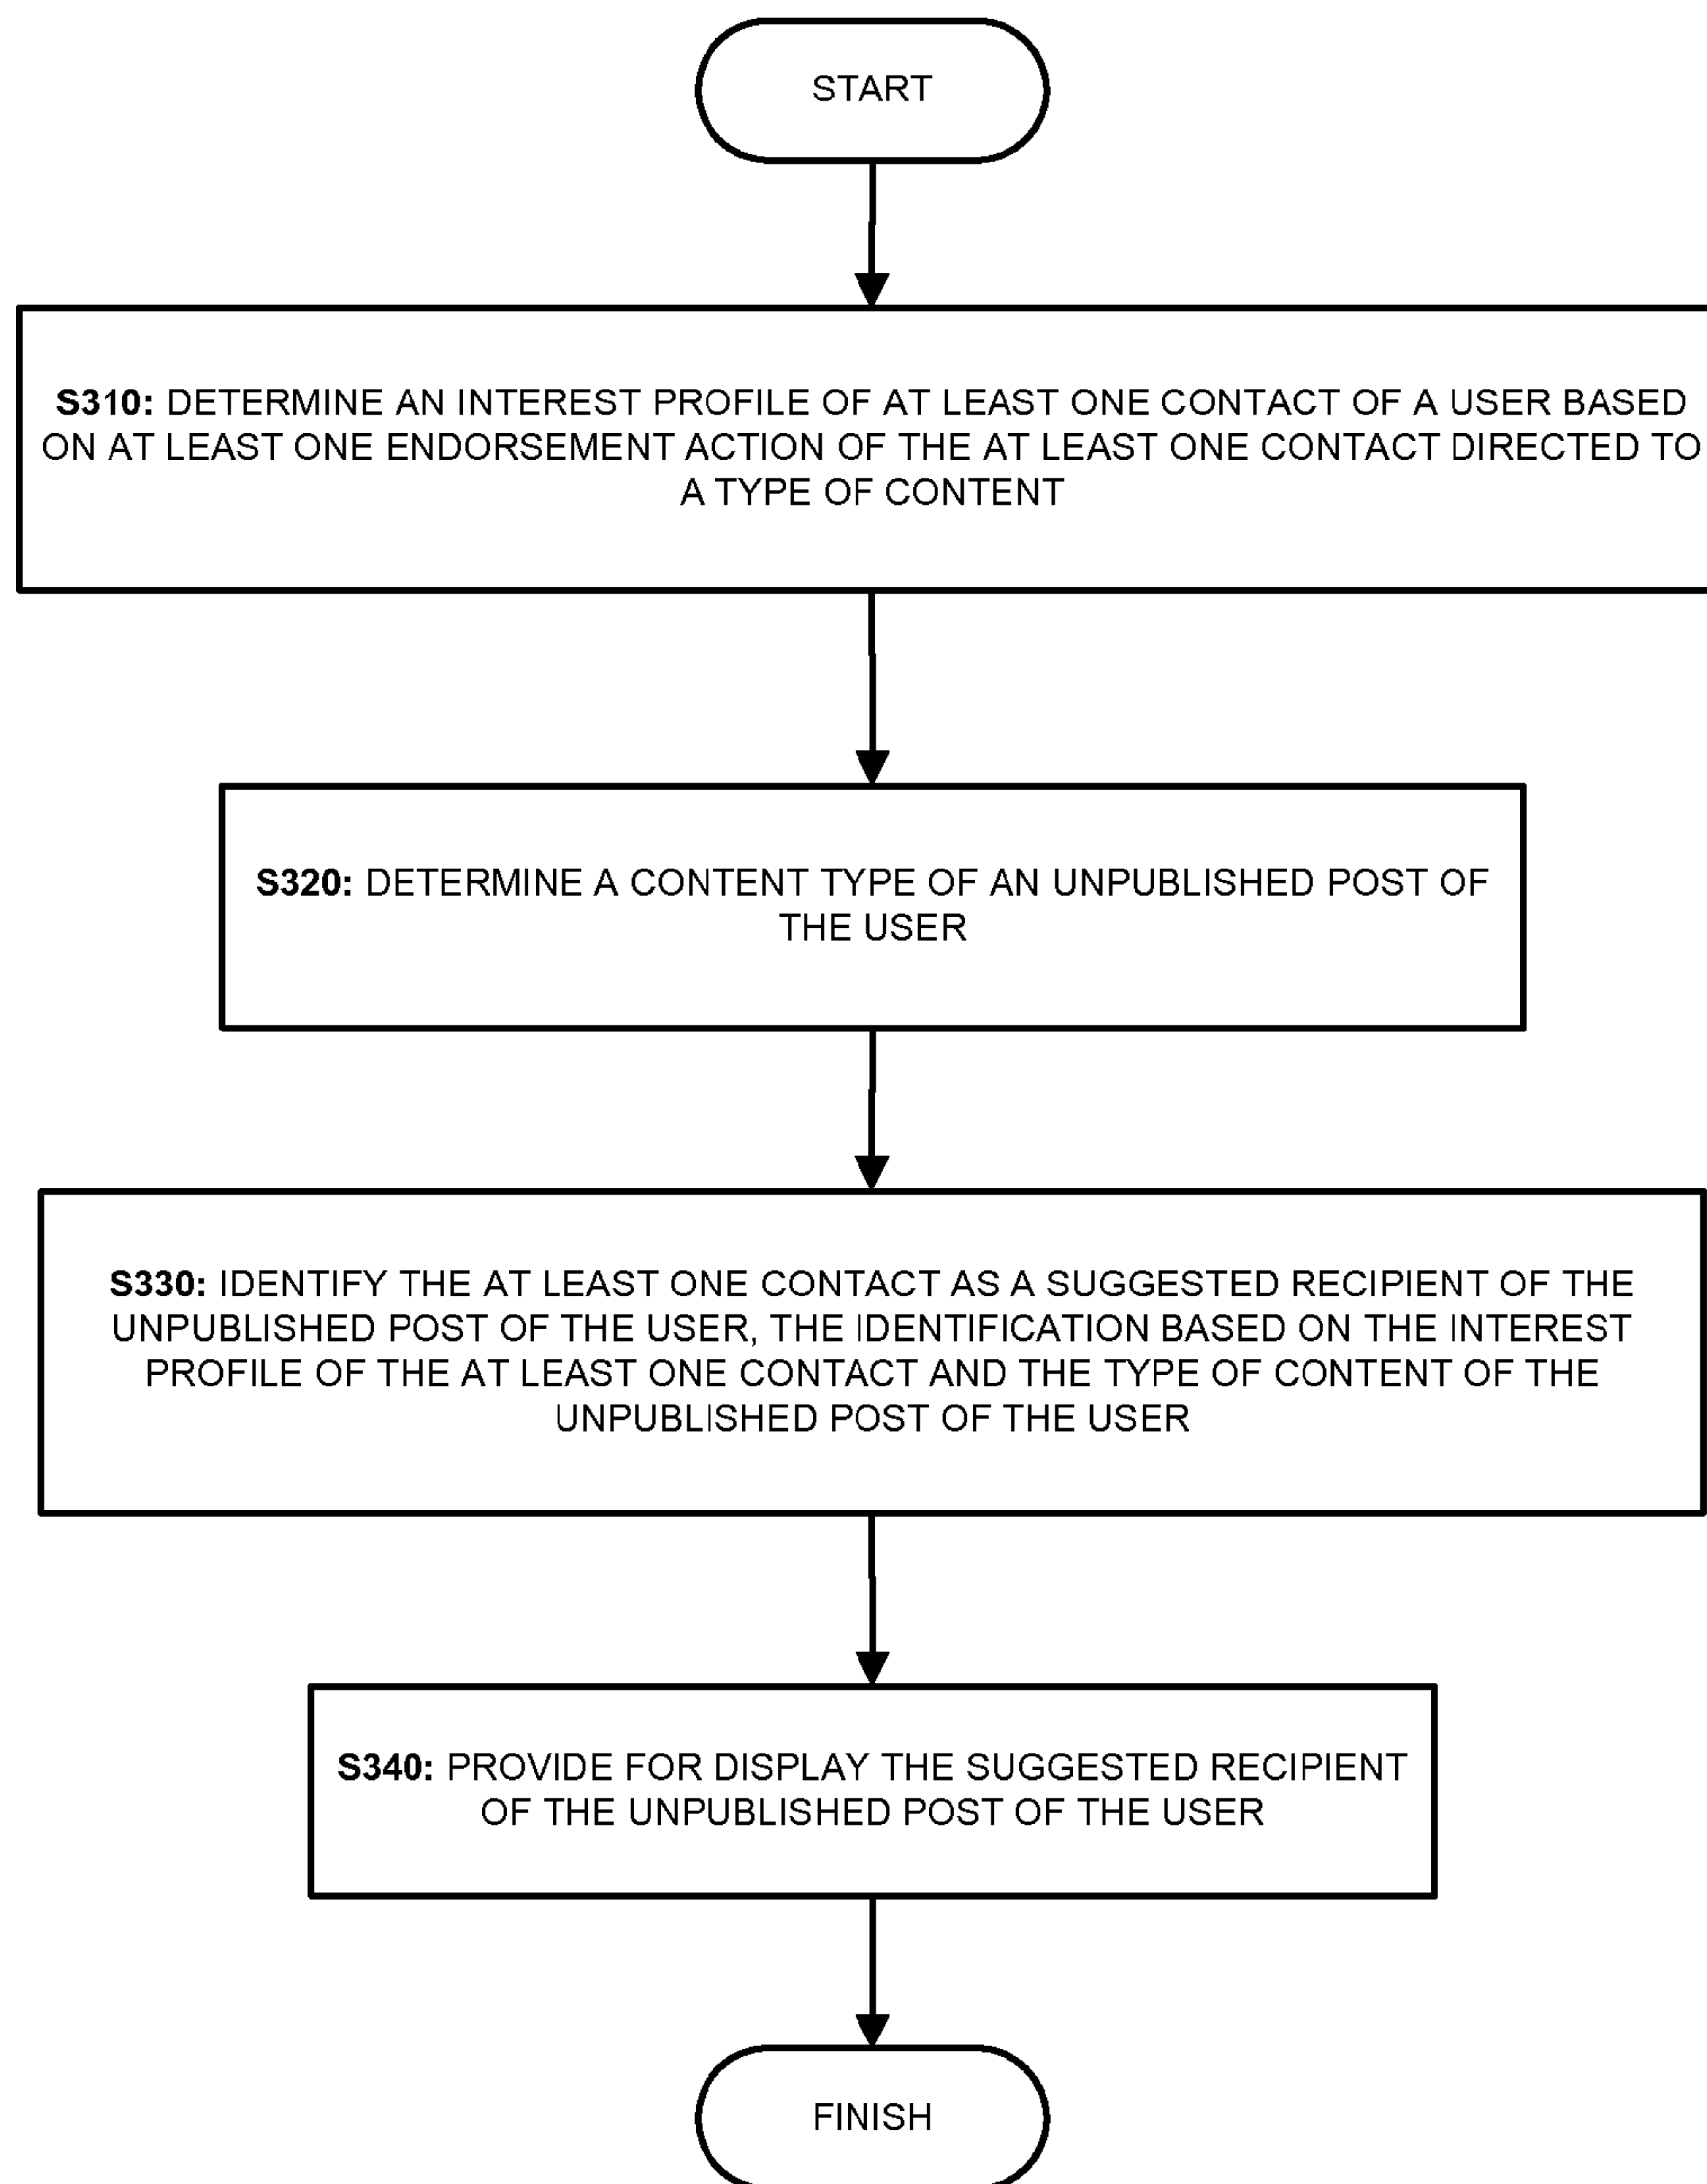 START
S310: DETERMINE AN INTEREST PROFILE OF AT LEAST ONE CONTACT OF A USER BASED
ON AT LEAST ONE ENDORSEMENT ACTION OF THE AT LEAST ONE CONTACT DIRECTED TO
A TYPE OF CONTENT
S320: DETERMINE A CONTENT TYPE OF AN UNPUBLISHED POST OF
THE USER
S330: IDENTIFY THE AT LEAST ONE CONTACT AS A SUGGESTED RECIPIENT OF THE
UNPUBLISHED POST OF THE USER, THE IDENTIFICATION BASED ON THE INTEREST
PROFILE OF THE AT LEAST ONE CONTACT AND THE TYPE OF CONTENT OF THE
UNPUBLISHED POST OF THE USER
S340: PROVIDE FOR DISPLAY THE SUGGESTED RECIPIENT
OF THE UNPUBLISHED POST OF THE USER
FINISH